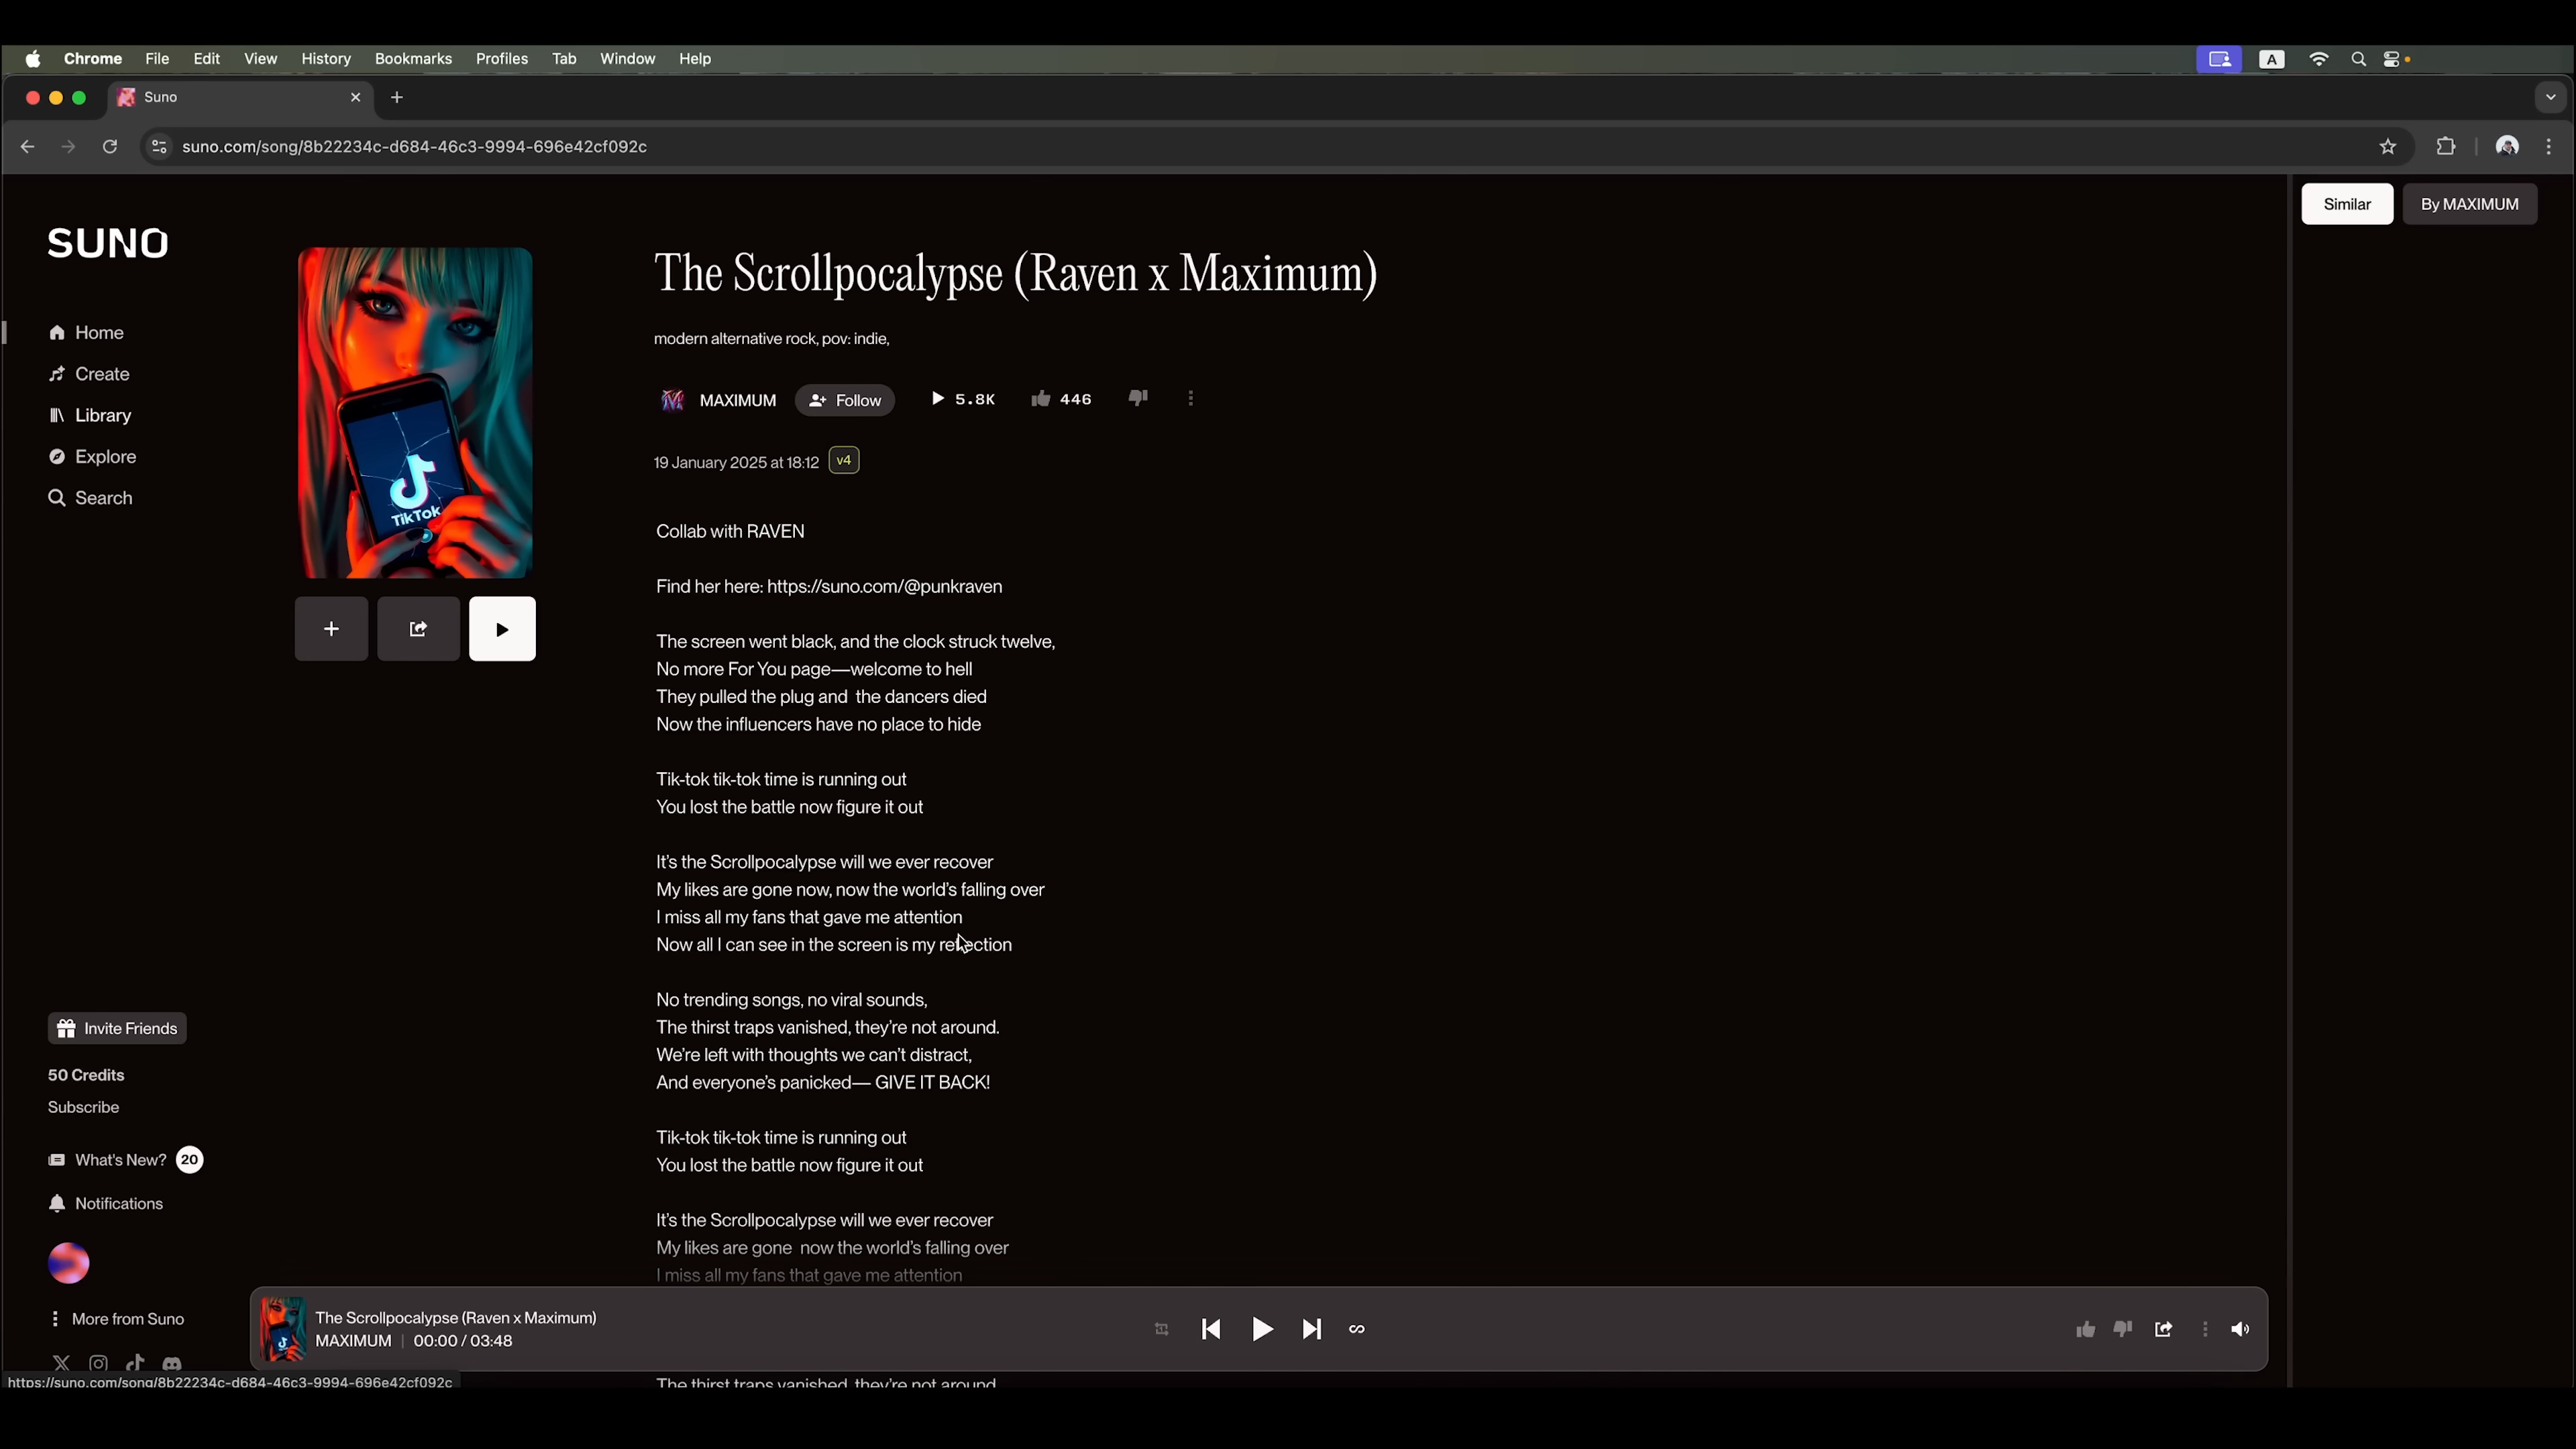 Chrome File Edit View History Bookmarks Profiles Tab Window Help A
Suno
suno.com/song/8b22234c-d684-46c3-9994-696e42cf092c
SUNO
Home
Create
Library
Explore
Search
Invite Friends
50 Credits
Subscribe
What's New? 20
Notifications
More from Suno
TikTok
The Scrollpocalypse (Raven x Maximum)
modern alternative rock, pov: indie,
MAXIMUM Follow 5.8K 446
19 January 2025 at 18:12 v4
Collab with RAVEN
Find her here: https://suno.com/@punkraven
The screen went black, and the clock struck twelve,
No more For You page—welcome to hell
They pulled the plug and  the dancers died
Now the influencers have no place to hide
Tik-tok tik-tok time is running out
You lost the battle now figure it out
It's the Scrollpocalypse will we ever recover
My likes are gone now, now the world's falling over
I miss all my fans that gave me attention
Now all I can see in the screen is my reflection
No trending songs, no viral sounds,
The thirst traps vanished, they're not around.
We're left with thoughts we can't distract,
And everyone's panicked— GIVE IT BACK!
Tik-tok tik-tok time is running out
You lost the battle now figure it out
It's the Scrollpocalypse will we ever recover
My likes are gone  now the world's falling over
I miss all my fans that gave me attention
The thirst traps vanished, they're not around.
Similar By MAXIMUM
The Scrollpocalypse (Raven x Maximum)
MAXIMUM | 00:00 / 03:48
https://suno.com/song/8b22234c-d684-46c3-9994-696e42cf092c